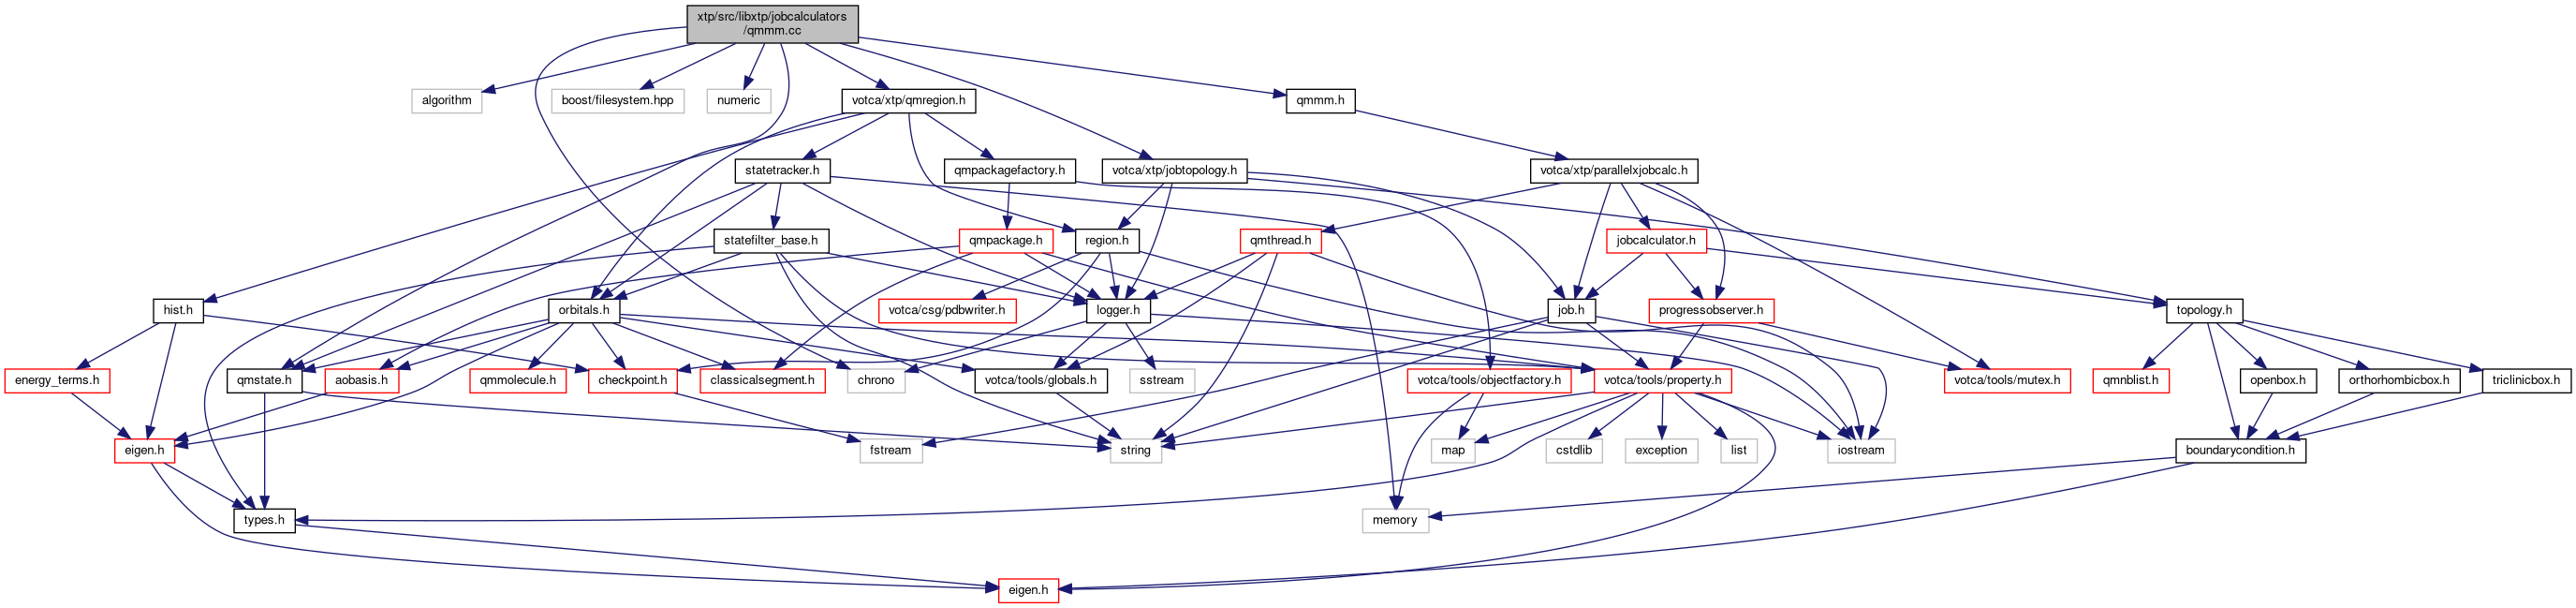 xtp/src/libxtp/jobcalculators
/qmmm.cc
algorithm
boost/filesystem.hpp
numeric
votca/xtp/qmregion.h
qmmm.h
statetracker.h
qmpackagefactory.h
votca/xtp/jobtopology.h
votca/xtp/parallelxjobcalc.h
statefilter_base.h
qmpackage.h
region.h
qmthread.h
jobcalculator.h
hist.h
orbitals.h
votca/csg/pdbwriter.h
logger.h
job.h
progressobserver.h
topology.h
energy_terms.h
qmstate.h
aobasis.h
qmmolecule.h
checkpoint.h
classicalsegment.h
chrono
votca/tools/globals.h
sstream
votca/tools/objectfactory.h
votca/tools/property.h
votca/tools/mutex.h
qmnblist.h
openbox.h
orthorhombicbox.h
triclinicbox.h
eigen.h
fstream
string
map
cstdlib
exception
list
iostream
boundarycondition.h
types.h
memory
eigen.h